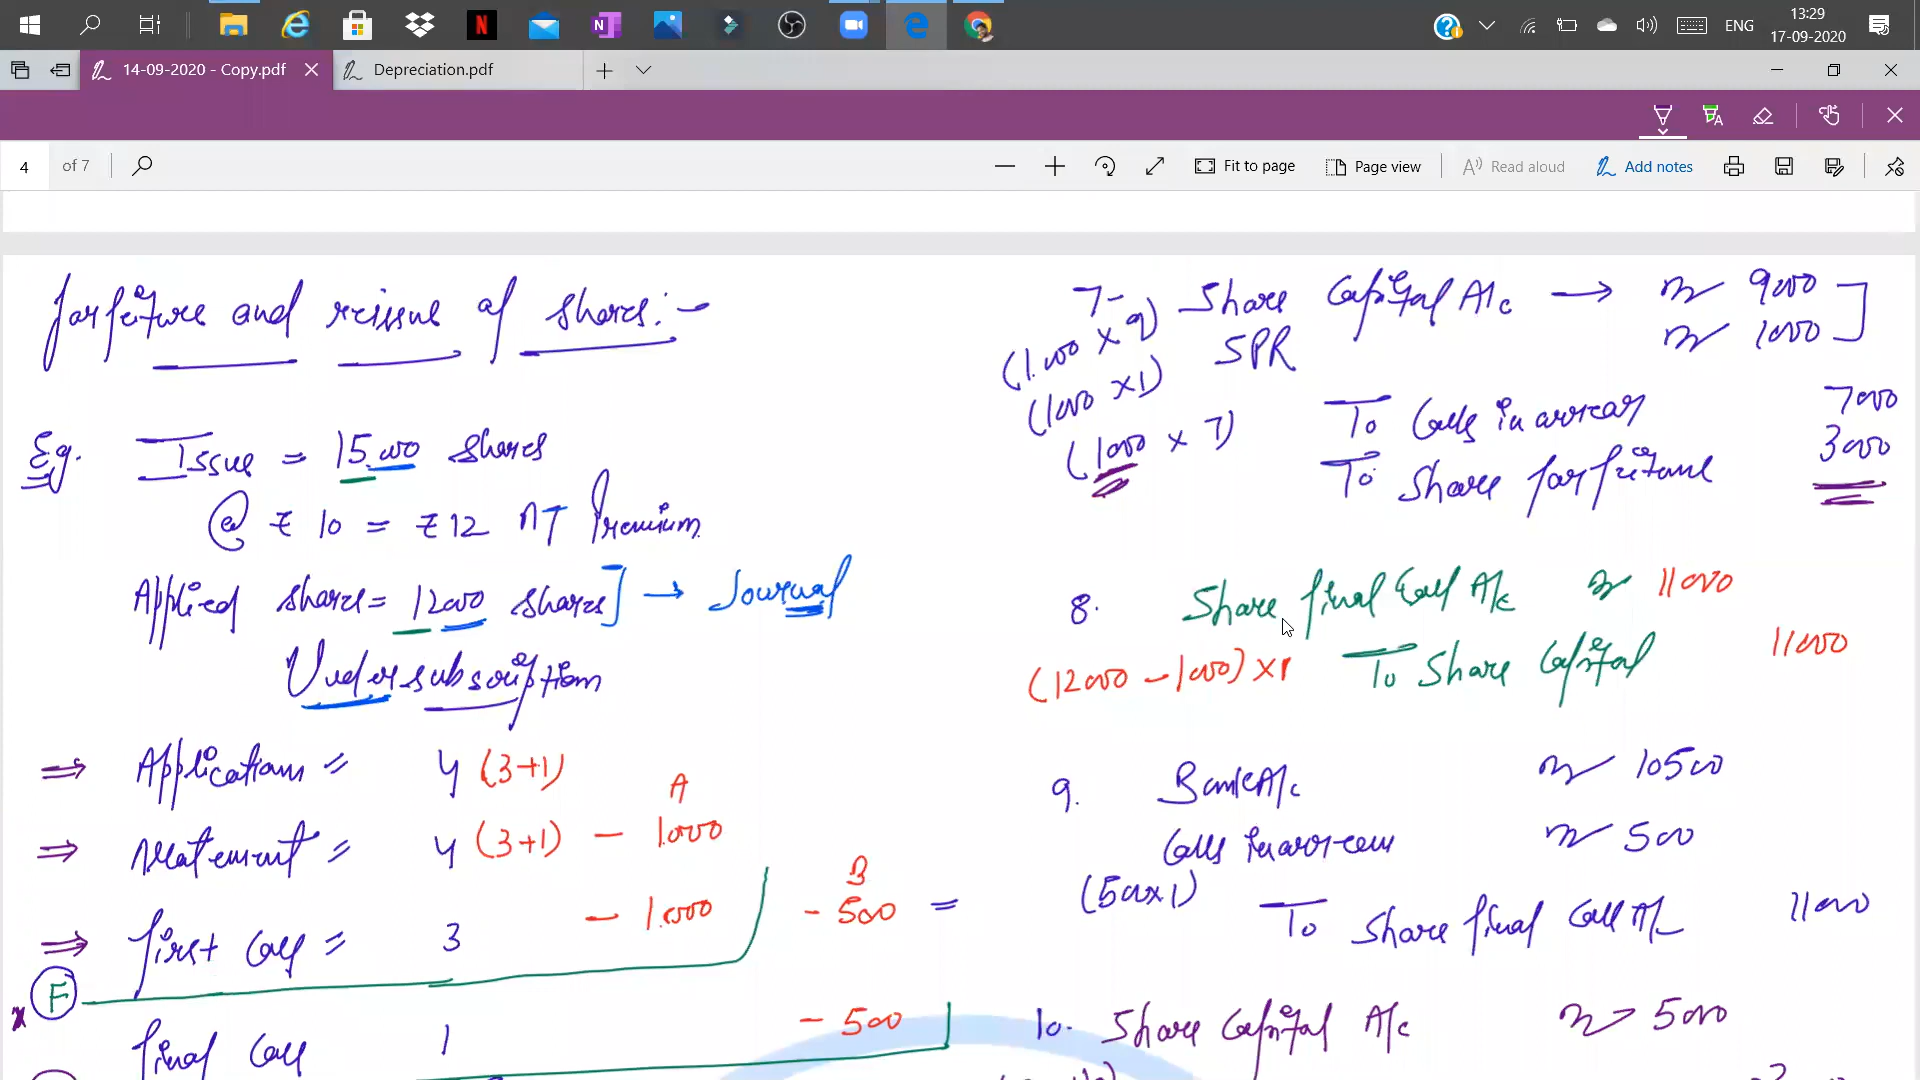 13:29
ENG
17-09-2020
14-09-2020 - Copy.pdf
Depreciation.pdf
4 of 7
Fit to page
Page view
Read aloud
Add notes
forfeiture and reissue of shares:-
Eg. Issue = 15000 shares
@ ₹ 10 = ₹ 12 AT Premium
Applied shares = 12000 shares] → Journal
Under subscription
⇒ Application = 4 (3+1)
A
⇒ Allotement = 4 (3+1) - 1000
B
⇒ first call = 3 - 1000 - 500 =
F
x
final call 1 - 500
7- Share Capital A/c → Dr 9000
(1000 x 9) SPR Dr 1000
(1000 x 1)
To Calls in arrear 7000
(1000 x 7)
To Share forfeiture 3000
8. Share final Call A/c Dr 11000
(12000 - 1000) x 1 To Share Capital 11000
9. Bank A/c Dr 10500
Calls in arrear Dr 500
(500x1) To Share final Call A/c 11000
10. Share Capital A/c Dr 5000